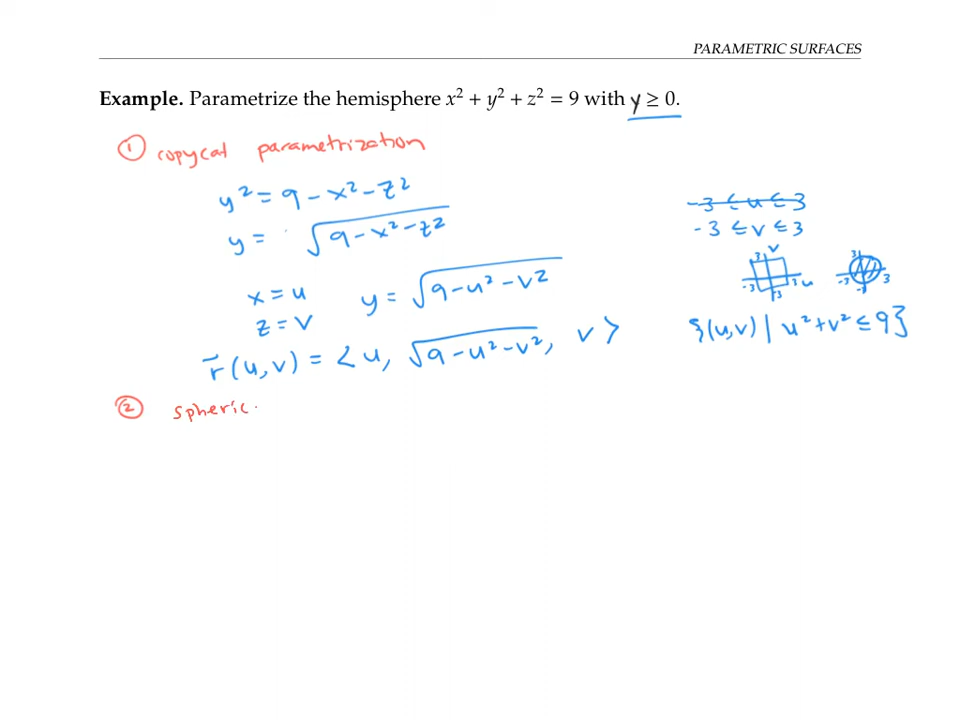 PARAMETRIC SURFACES
Example. Parametrize the hemisphere x² + y² + z² = 9 with y ≥ 0.
① copycat parametrization
y² = 9 - x² - z²
y = √(9 - x² - z²)
-3 ≤ u ≤ 3
-3 ≤ v ≤ 3
x = u y = √(9 - u² - v²)
z = v
r⃗(u,v) = <u, √(9 - u² - v²), v> {(u,v) | u² + v² ≤ 9}
② spheric